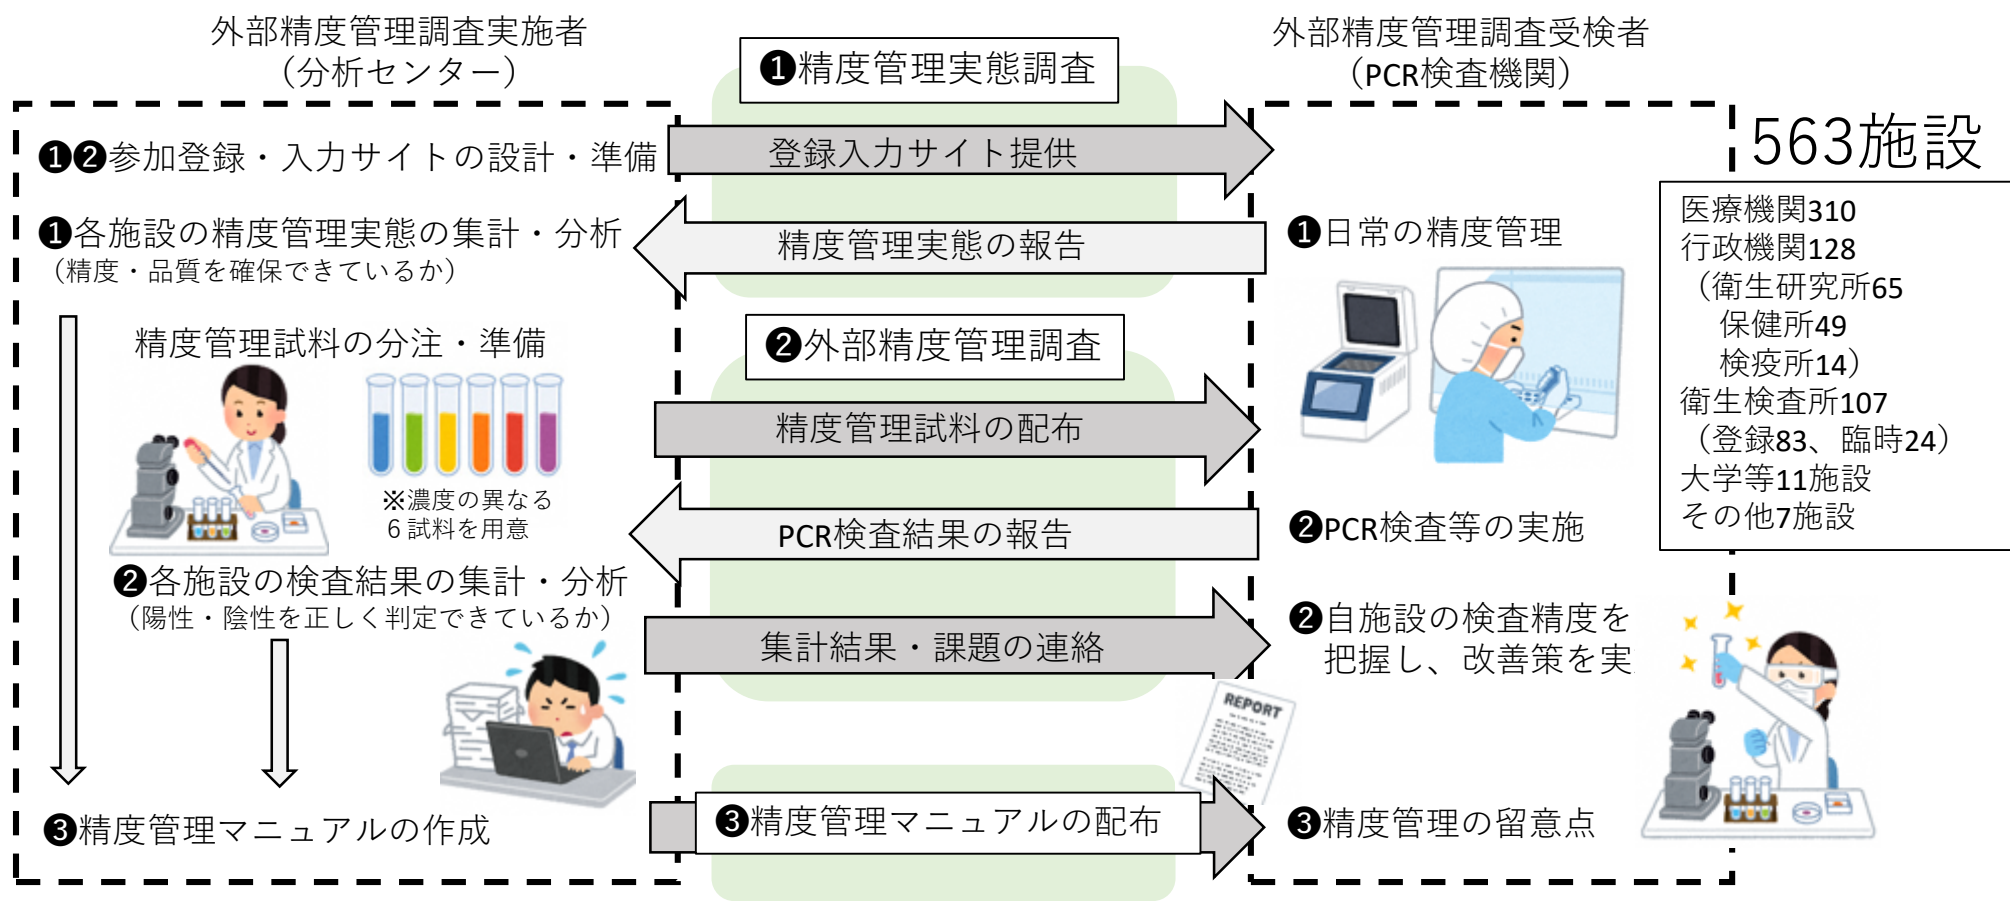 外部精度管理調査実施者
（分析センター）
❶精度管理実態調査
外部精度管理調査受検者
（PCR検査機関）
❶❷参加登録・入力サイトの設計・準備
登録入力サイト提供
563施設
❶各施設の精度管理実態の集計・分析
（精度・品質を確保できているか）
精度管理実態の報告
❶日常の精度管理
医療機関310
行政機関128
（衛生研究所65
保健所49
検疫所14）
衛生検査所107
（登録83、臨時24）
大学等11施設
その他7施設
精度管理試料の分注・準備
※濃度の異なる
６試料を用意
❷外部精度管理調査
精度管理試料の配布
PCR検査結果の報告
❷PCR検査等の実施
❷各施設の検査結果の集計・分析
（陽性・陰性を正しく判定できているか）
集計結果・課題の連絡
❷自施設の検査精度を
把握し、改善策を実
REPORT
❸精度管理マニュアルの作成
❸精度管理マニュアルの配布
❸精度管理の留意点